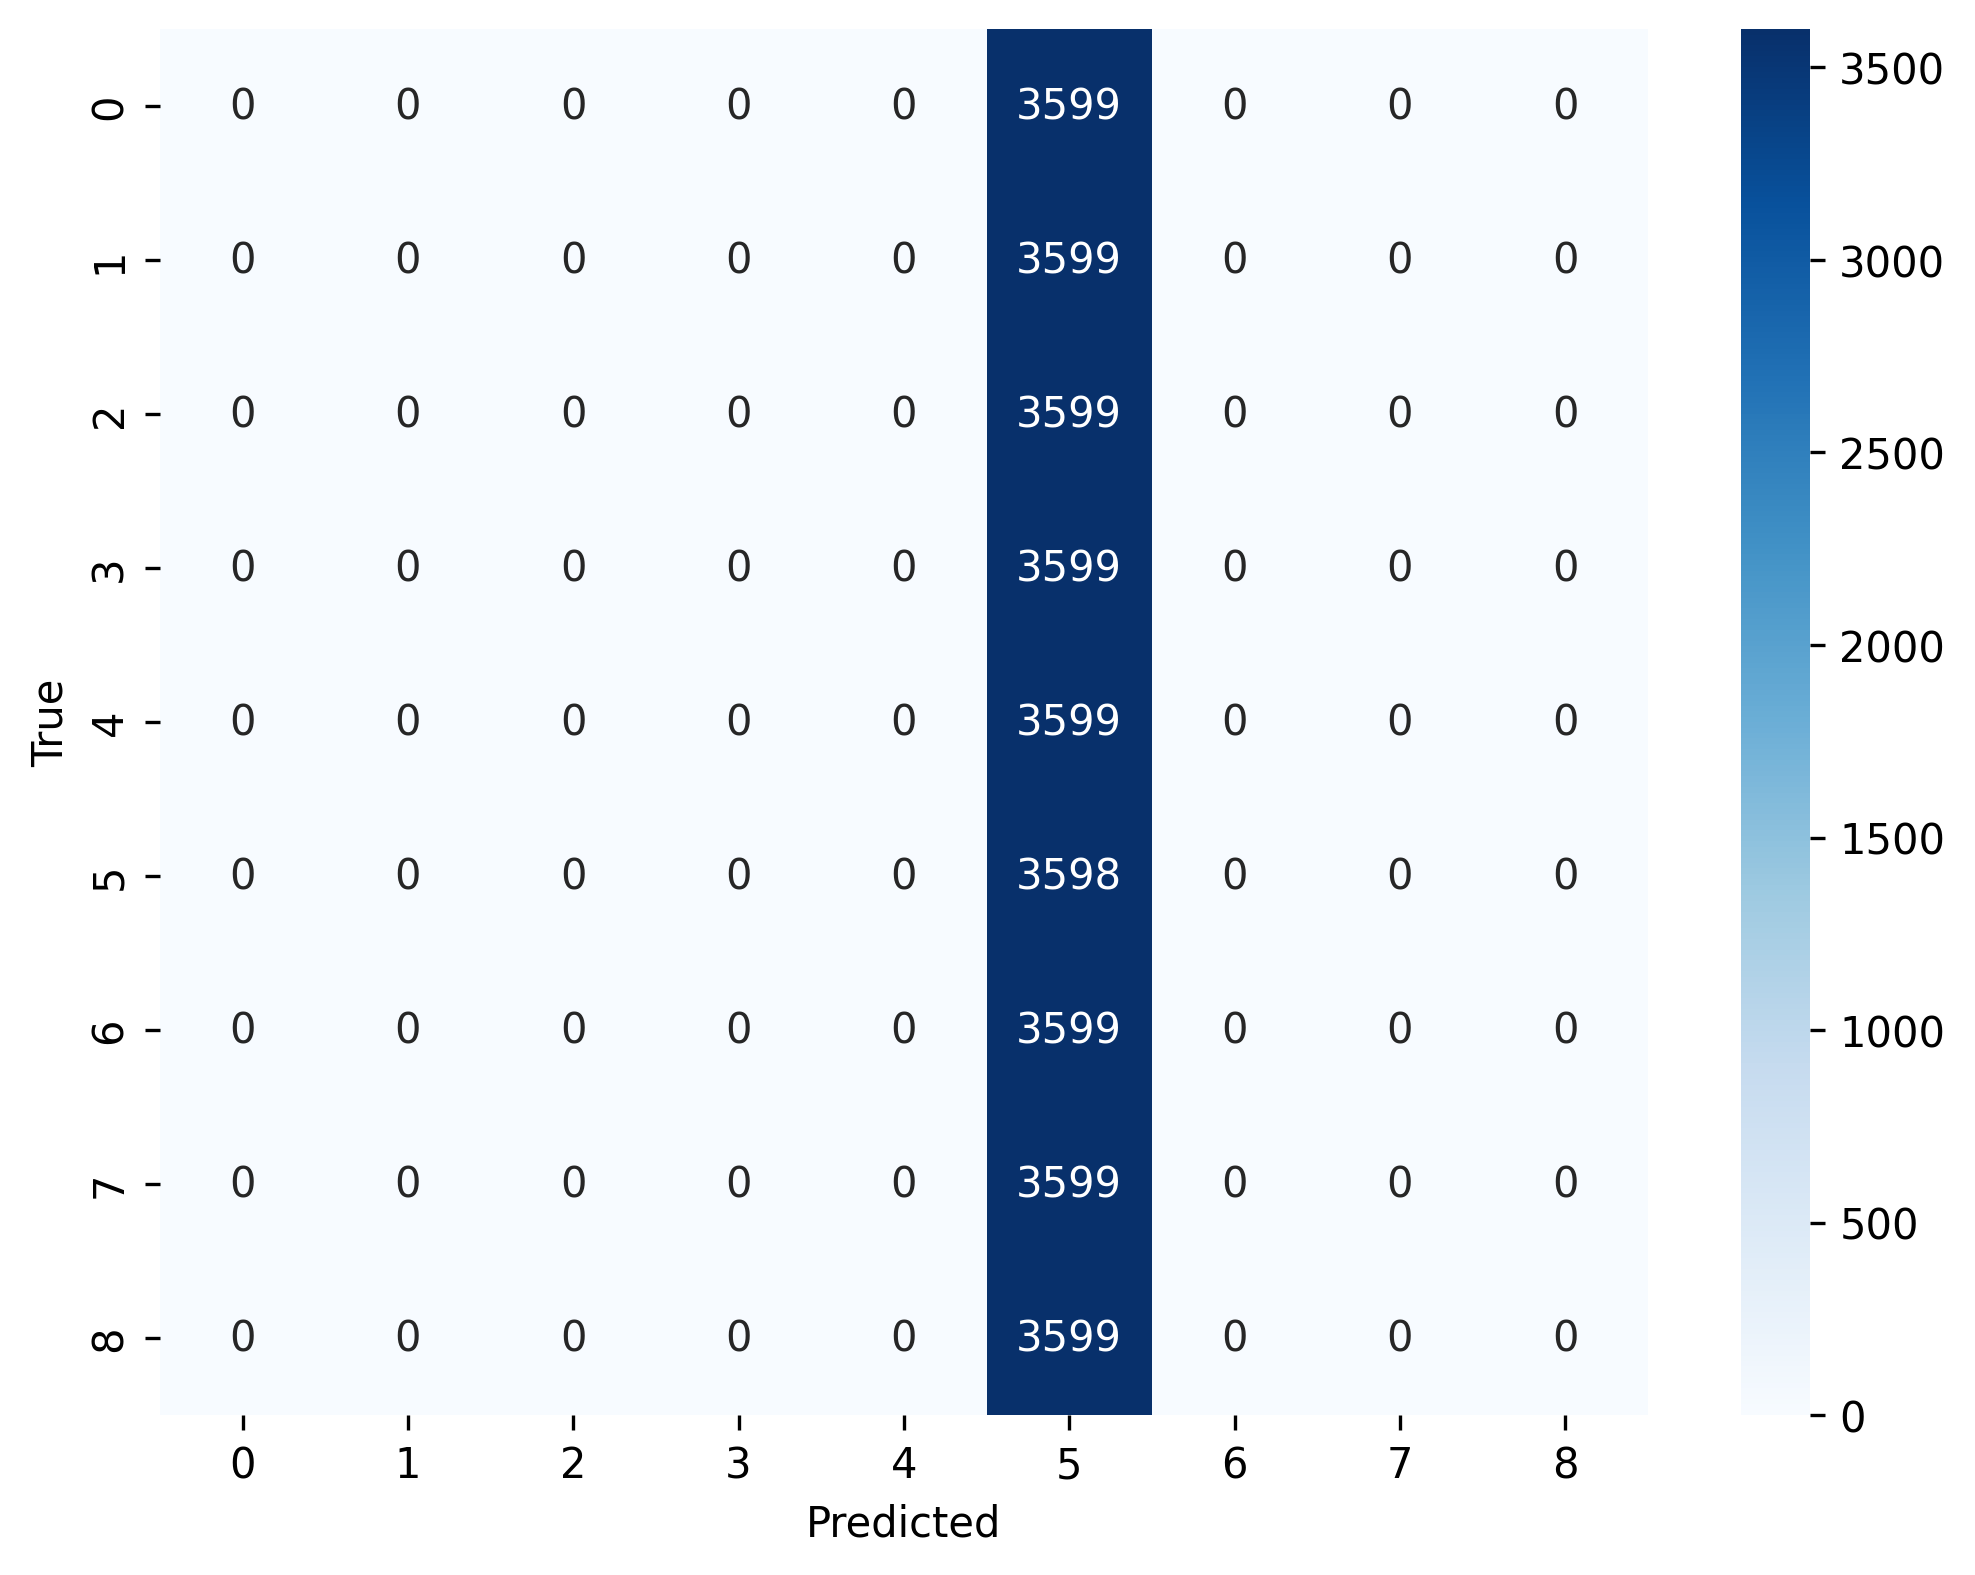 0 0 0 0 0 0 3599 0 0 0
1 0 0 0 0 0 3599 0 0 0
2 0 0 0 0 0 3599 0 0 0
3 0 0 0 0 0 3599 0 0 0
4 0 0 0 0 0 3599 0 0 0
5 0 0 0 0 0 3598 0 0 0
6 0 0 0 0 0 3599 0 0 0
7 0 0 0 0 0 3599 0 0 0
8 0 0 0 0 0 3599 0 0 0
True
0 1 2 3 4 5 6 7 8
Predicted
3500
3000
2500
2000
1500
1000
500
0